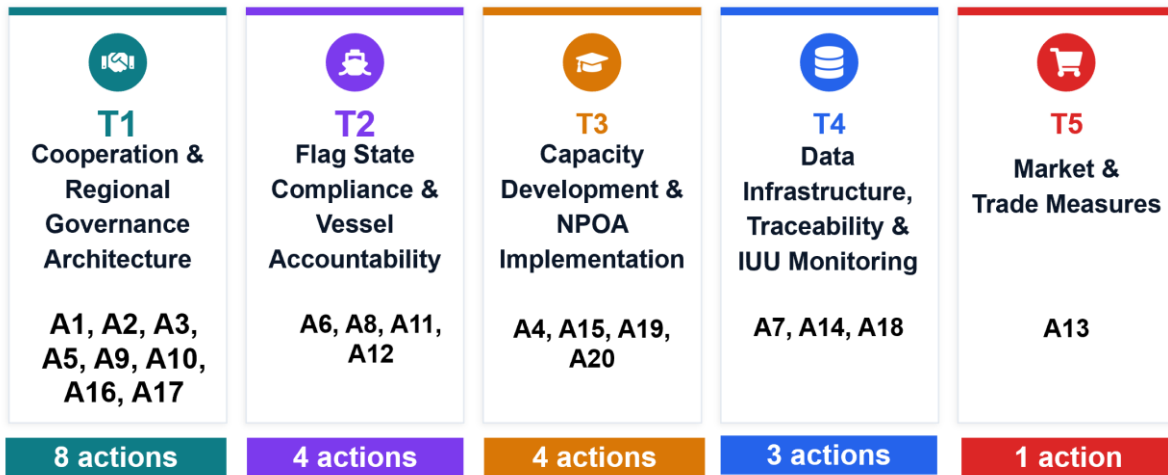 T1
Cooperation &
Regional
Governance
Architecture
A1, A2, A3,
A5, A9, A10,
A16, A17
8 actions
T2
Flag State
Compliance &
Vessel
Accountability
A6, A8, A11,
A12
4 actions
T3
Capacity
Development &
NPOA
Implementation
A4, A15, A19,
A20
4 actions
T4
Data
Infrastructure,
Traceability &
IUU Monitoring
A7, A14, A18
3 actions
T5
Market &
Trade Measures
A13
1 action